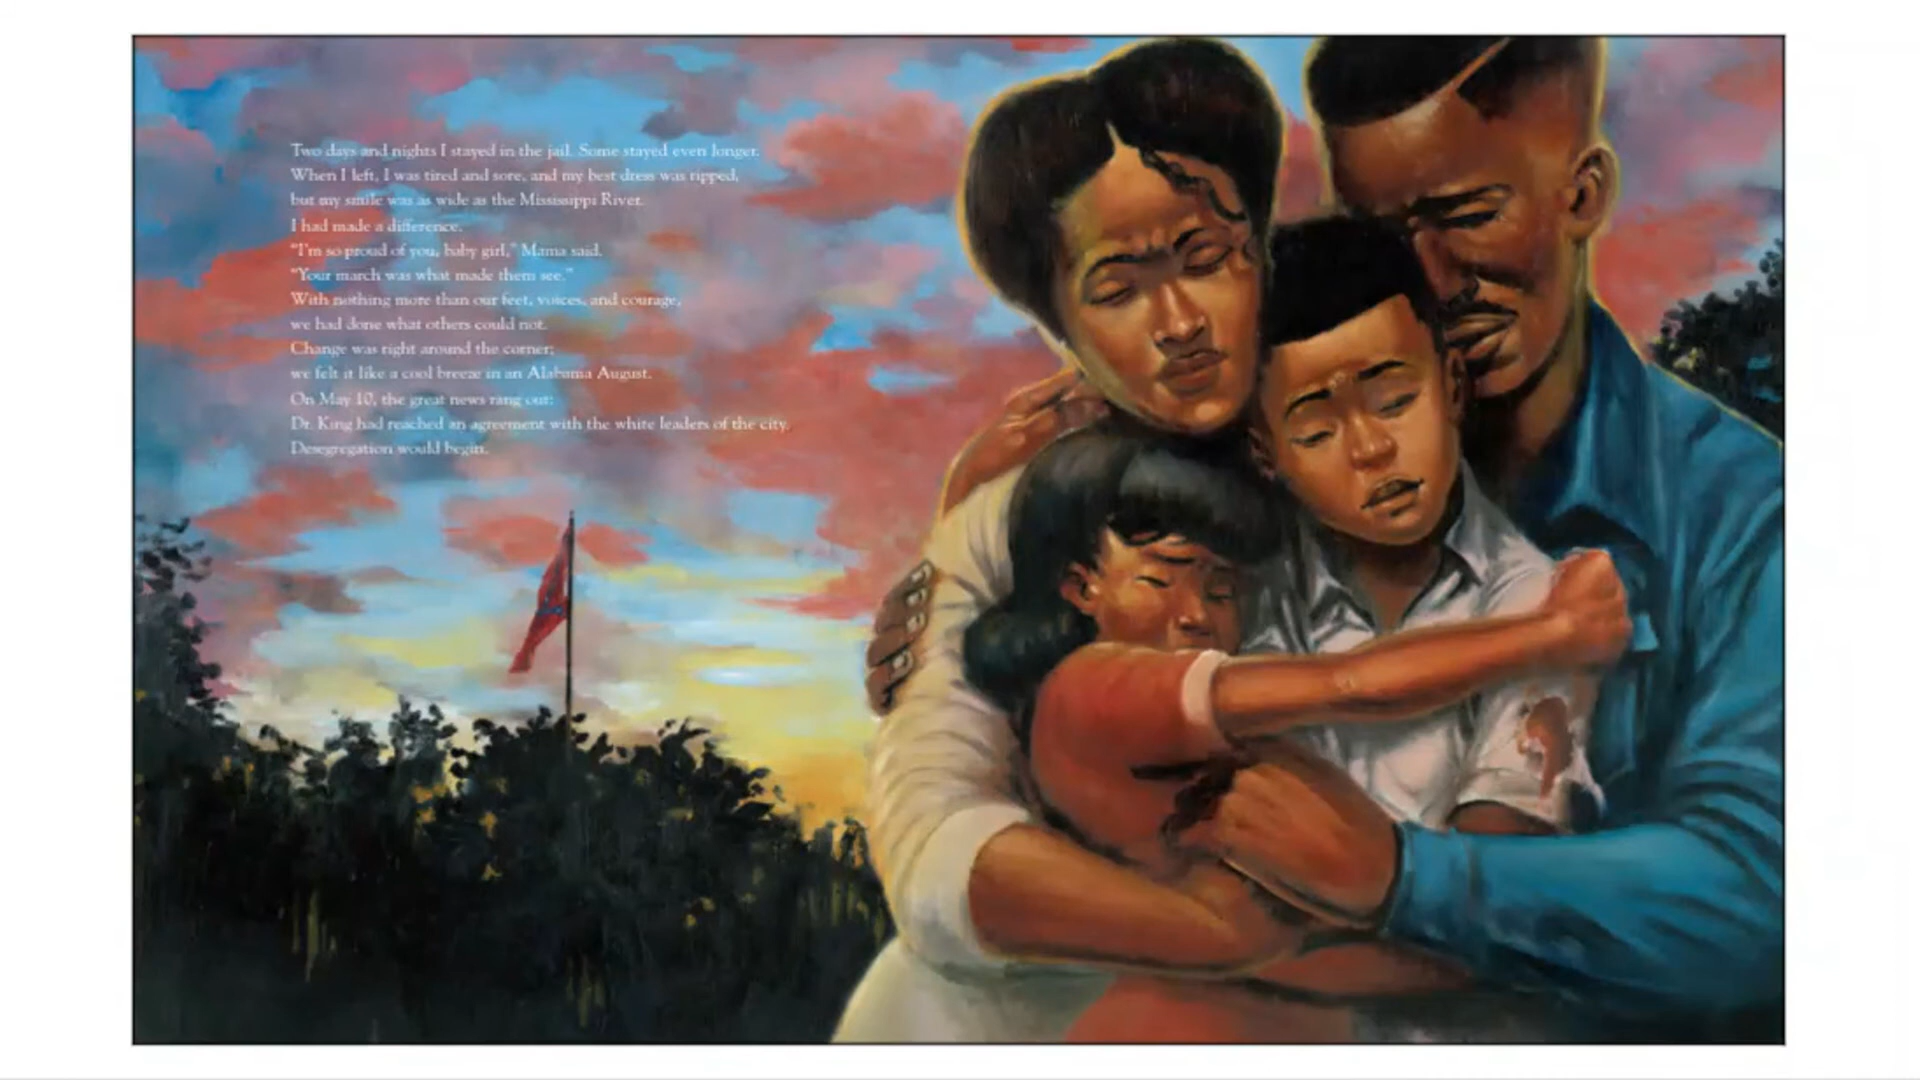 Two days and nights I stayed in the jail. Some stayed even longer.
When I left, I was tired and sore, and my best dress was ripped,
but my smile was as wide as the Mississippi River.
I had made a difference.
"I'm so proud of you, baby girl," Mama said.
"Your march was what made them see."
With nothing more than our feet, voices, and courage,
we had done what others could not.
Change was right around the corner;
we felt it like a cool breeze in an Alabama August.
On May 10, the great news rang out:
Dr. King had reached an agreement with the white leaders of the city.
Desegregation would begin.